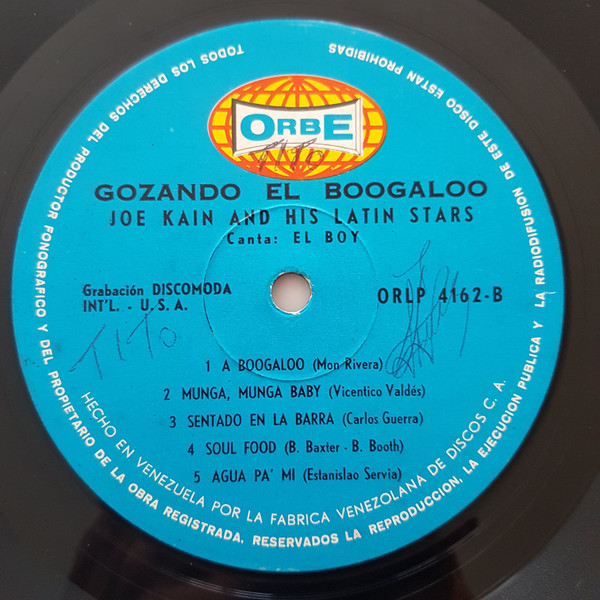 TODOS LOS DERECHOS DEL PRODUCTOR FONOGRAFICO Y DEL PROPIETARIO DE LA OBRA REGISTRADA. RESERVADOS LA REPRODUCCION, LA EJECUCION PUBLICA Y LA RADIODIFUSION DE ESTE DISCO ESTAN PROHIBIDAS
ORBE
TITO
GOZANDO EL BOOGALOO
JOE KAIN AND HIS LATIN STARS
Canta: EL BOY
Grabación DISCOMODA
INT'L. - U.S.A.
ORLP 4162-B
TITO
1 A BOOGALOO (Mon Rivera)
2 MUNGA, MUNGA BABY (Vicentico Valdés)
3 SENTADO EN LA BARRA (Carlos Guerra)
4 SOUL FOOD (B. Baxter - B. Booth)
5 AGUA PA' MI (Estanislao Servia)
HECHO EN VENEZUELA POR LA FABRICA VENEZOLANA DE DISCOS C. A.